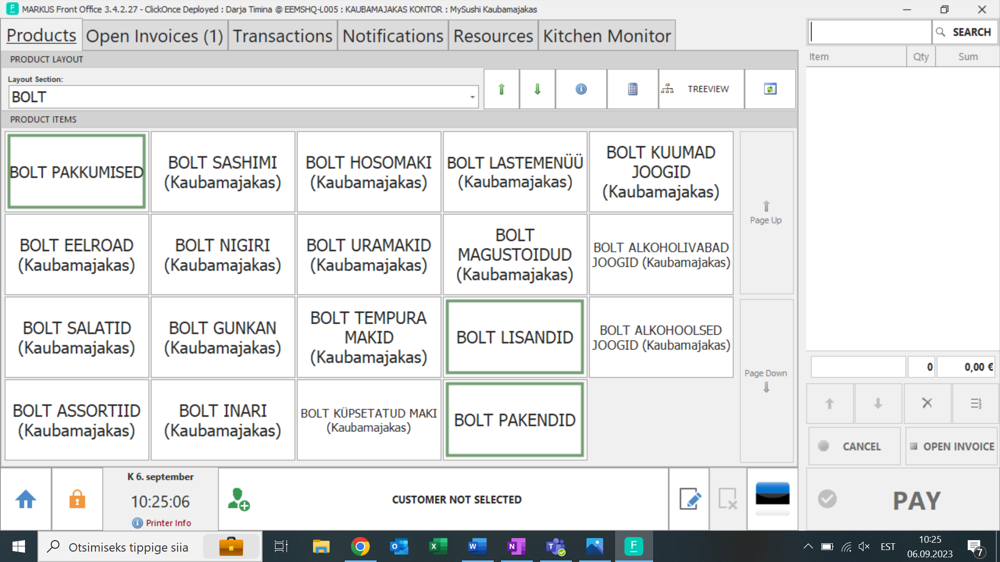 MARKUS Front Office 3.4.2.27 - ClickOnce Deployed : Darja Timina @ EEMSHQ-L005 : KAUBAMAJAKAS KONTOR : MySushi Kaubamajakas
Products
Open Invoices (1)
Transactions
Notifications
Resources
Kitchen Monitor
SEARCH
PRODUCT LAYOUT
Item
Qty
Sum
Layout Section:
BOLT
TREEVIEW
PRODUCT ITEMS
BOLT PAKKUMISED
BOLT SASHIMI
(Kaubamajakas)
BOLT HOSOMAKI
(Kaubamajakas)
BOLT LASTEMENÜÜ
(Kaubamajakas)
BOLT KUUMAD
JOOGID
(Kaubamajakas)
Page Up
BOLT EELROAD
(Kaubamajakas)
BOLT NIGIRI
(Kaubamajakas)
BOLT URAMAKID
(Kaubamajakas)
BOLT
MAGUSTOIDUD
(Kaubamajakas)
BOLT ALKOHOLIVABAD
JOOGID (Kaubamajakas)
BOLT SALATID
(Kaubamajakas)
BOLT GUNKAN
(Kaubamajakas)
BOLT TEMPURA
MAKID
(Kaubamajakas)
BOLT LISANDID
BOLT ALKOHOOLSED
JOOGID (Kaubamajakas)
Page Down
0
0,00 €
BOLT ASSORTIID
(Kaubamajakas)
BOLT INARI
(Kaubamajakas)
BOLT KÜPSETATUD MAKI
(Kaubamajakas)
BOLT PAKENDID
CANCEL
OPEN INVOICE
K 6. september
10:25:06
Printer Info
CUSTOMER NOT SELECTED
PAY
Otsimiseks tippige siia
EST
10:25
06.09.2023
7